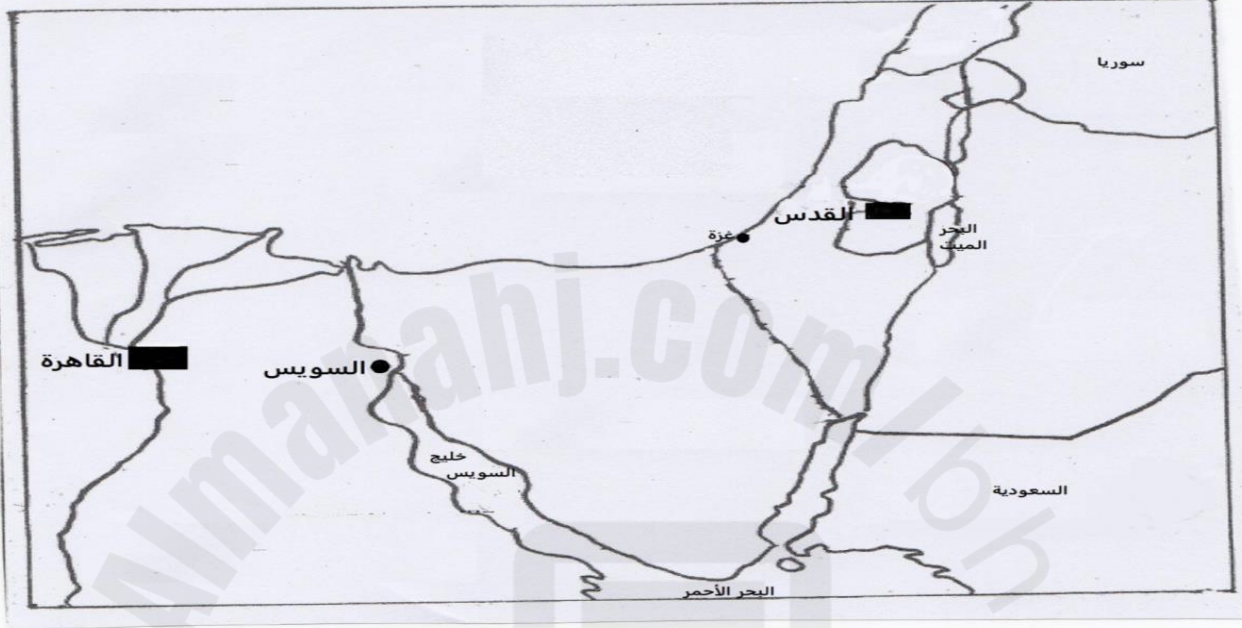 سوريا
القدس
غزة
البحر
الميت
القاهرة
السويس
خليج
السويس
السعودية
البحر الأحمر
Almanahj.com/bh